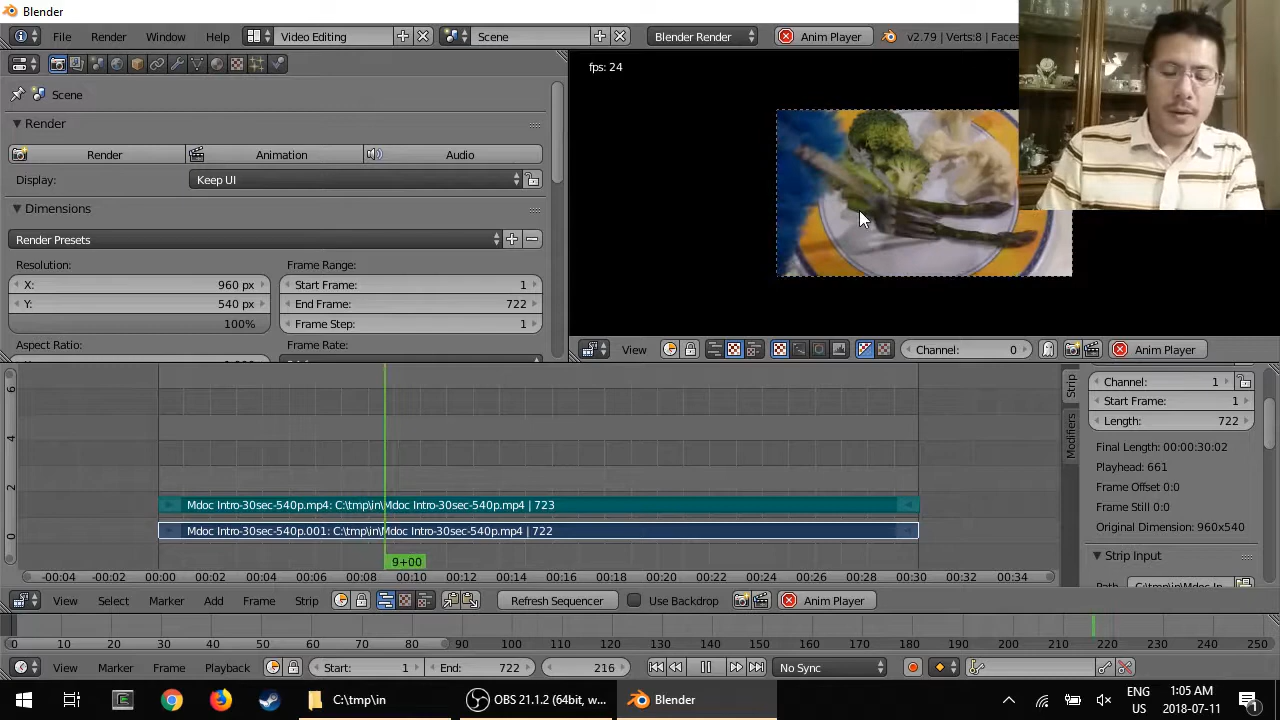 Blender
File Render Window Help Video Editing Scene Blender Render Anim Player v2.79 | Verts:8 | Faces
Scene
fps: 24
Render
Render Animation Audio
Display: Keep UI
Dimensions
Render Presets
Resolution: Frame Range:
X: 960 px Start Frame: 1
Y: 540 px End Frame: 722
100% Frame Step: 1
Aspect Ratio: Frame Rate:
View Channel: 0 Anim Player
6
4
2
0
Mdoc Intro-30sec-540p.mp4: C:\tmp\in\Mdoc Intro-30sec-540p.mp4 | 723
Mdoc Intro-30sec-540p.001: C:\tmp\in\Mdoc Intro-30sec-540p.mp4 | 722
9+00
-00:04 -00:02 00:00 00:02 00:04 00:06 00:08 00:10 00:12 00:14 00:16 00:18 00:20 00:22 00:24 00:26 00:28 00:30 00:32 00:34
Strip
Modifiers
Channel: 1
Start Frame: 1
Length: 722
Final Length: 00:00:30:02
Playhead: 661
Frame Offset 0:0
Frame Still 0:0
Original Dimension: 960x540
Strip Input
Path
View Select Marker Add Frame Strip Refresh Sequencer Use Backdrop Anim Player
0 10 20 30 40 50 60 70 80 90 100 110 120 130 140 150 160 170 180 190 200 210 220 230 240 250
View Marker Frame Playback Start: 1 End: 722 216 No Sync
C:\tmp\in OBS 21.1.2 (64bit, w... Blender ENG US 1:05 AM 2018-07-11 1